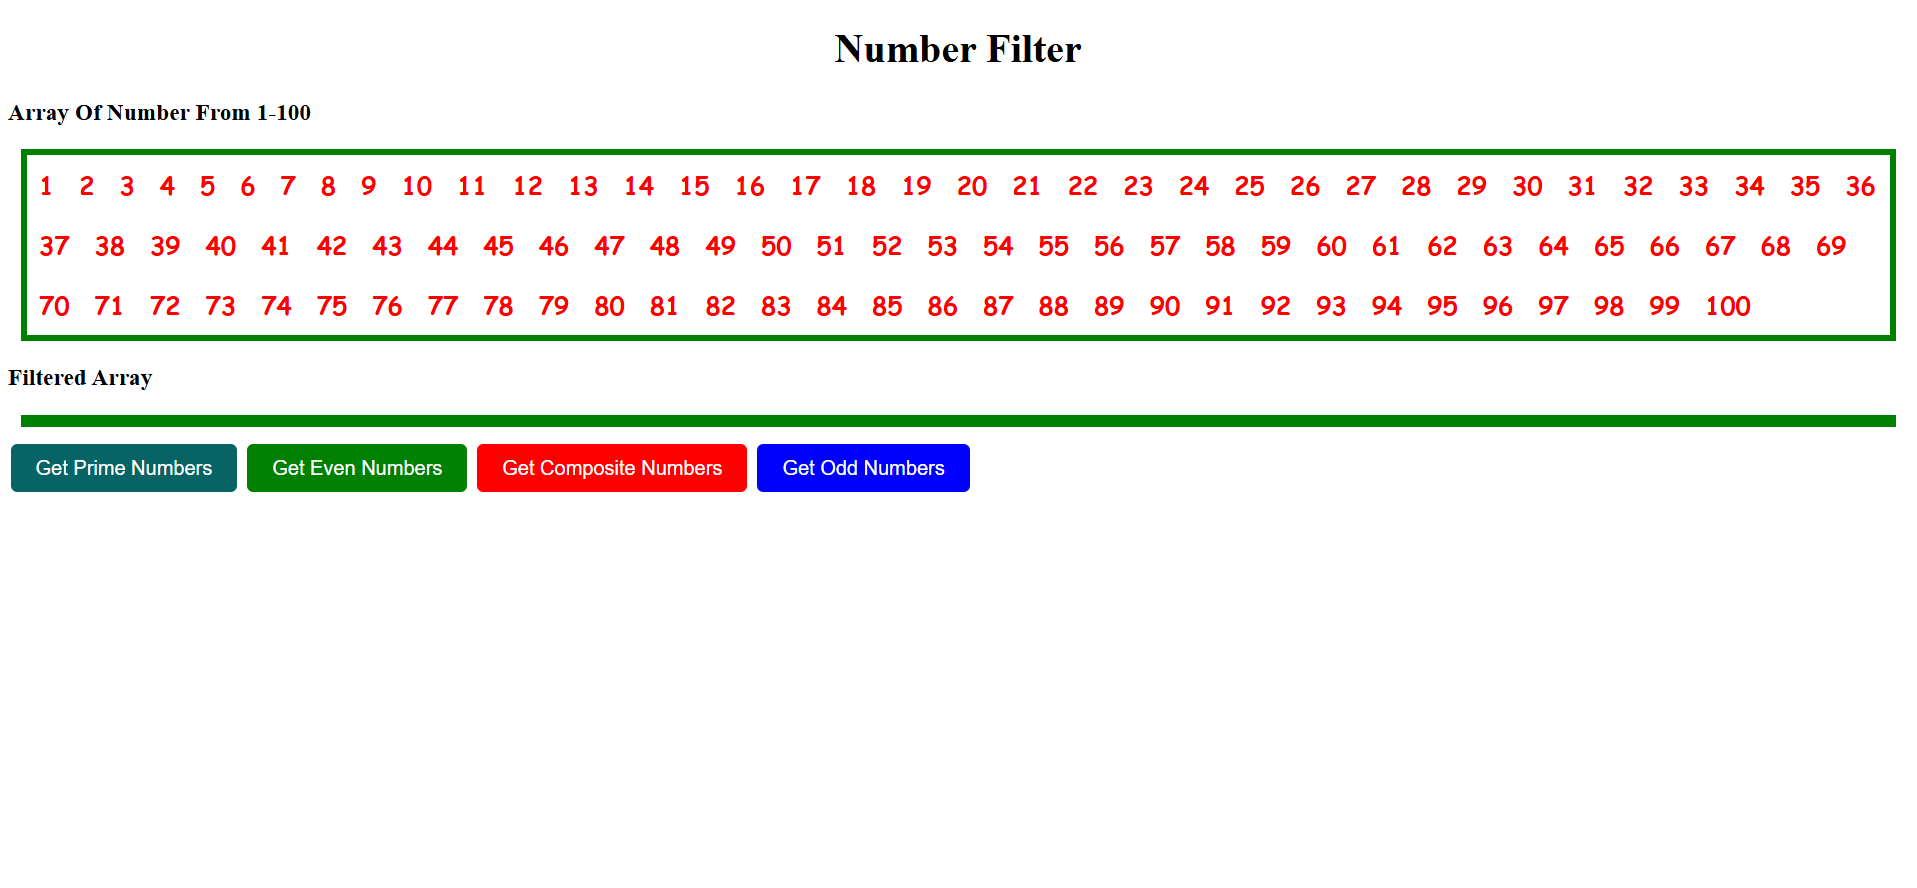 Number Filter
Array Of Number From 1-100
1 2 3 4 5 6 7 8 9 10 11 12 13 14 15 16 17 18 19 20 21 22 23 24 25 26 27 28 29 30 31 32 33 34 35 36
37 38 39 40 41 42 43 44 45 46 47 48 49 50 51 52 53 54 55 56 57 58 59 60 61 62 63 64 65 66 67 68 69
70 71 72 73 74 75 76 77 78 79 80 81 82 83 84 85 86 87 88 89 90 91 92 93 94 95 96 97 98 99 100
Filtered Array
Get Prime Numbers Get Even Numbers Get Composite Numbers Get Odd Numbers